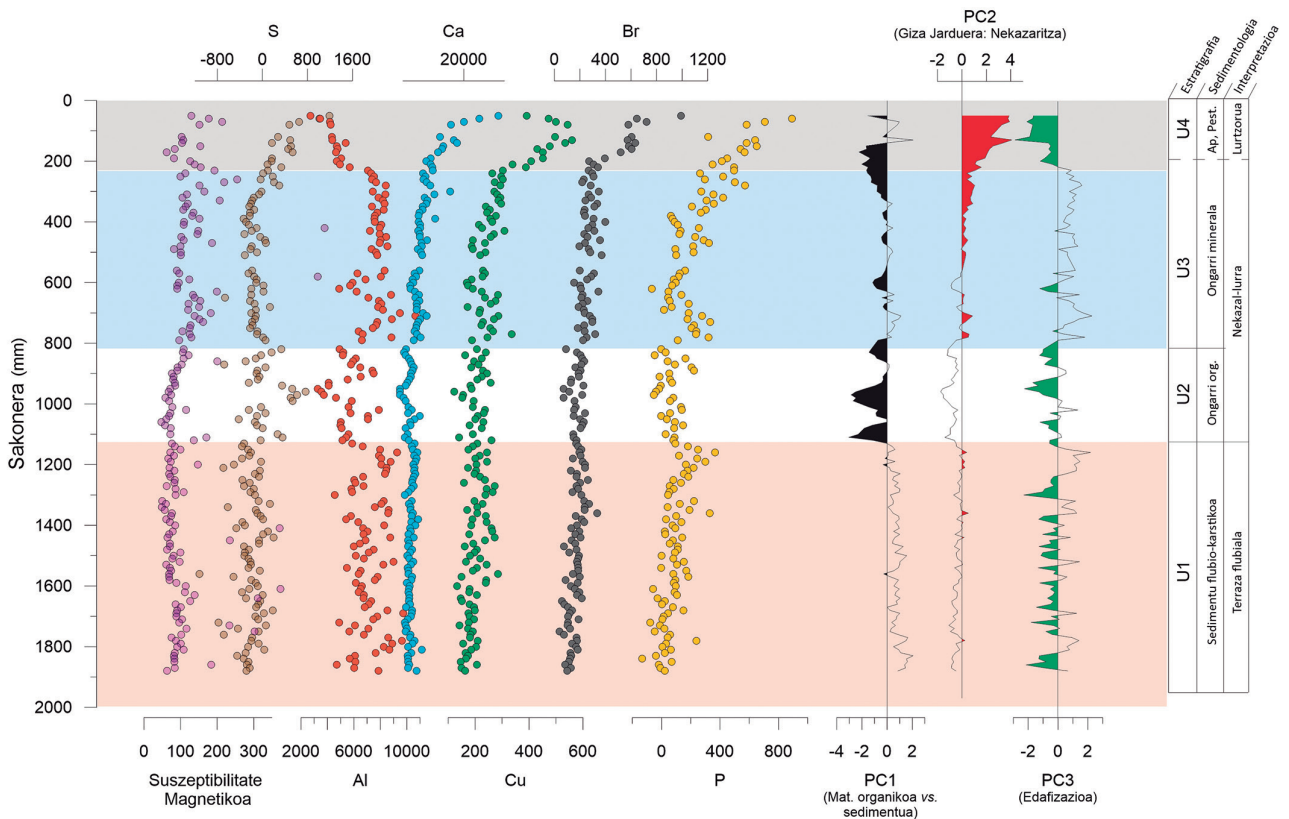 S
Ca
Br
PC2
(Giza Jarduera: Nekazaritza)
-800 0 800 1600
20000
0 400 800 1200
-2 0 2 4
Estratigrafia
Sedimentologia
Interpretazioa
Sakonera (mm)
0
200
400
600
800
1000
1200
1400
1600
1800
2000
U4
Ap, Pest.
Lurtzorua
U3
Ongarri minerala
Nekazal-lurra
U2
Ongarri org.
U1
Sedimentu flubio-karstikoa
Terraza flubiala
0 100 200 300
2000 6000 10000
200 400 600
0 400 800
-4 -2 0 2
-2 0 2
Suszeptibilitate
Magnetikoa
Al
Cu
P
PC1
(Mat. organikoa vs.
sedimentua)
PC3
(Edafizazioa)